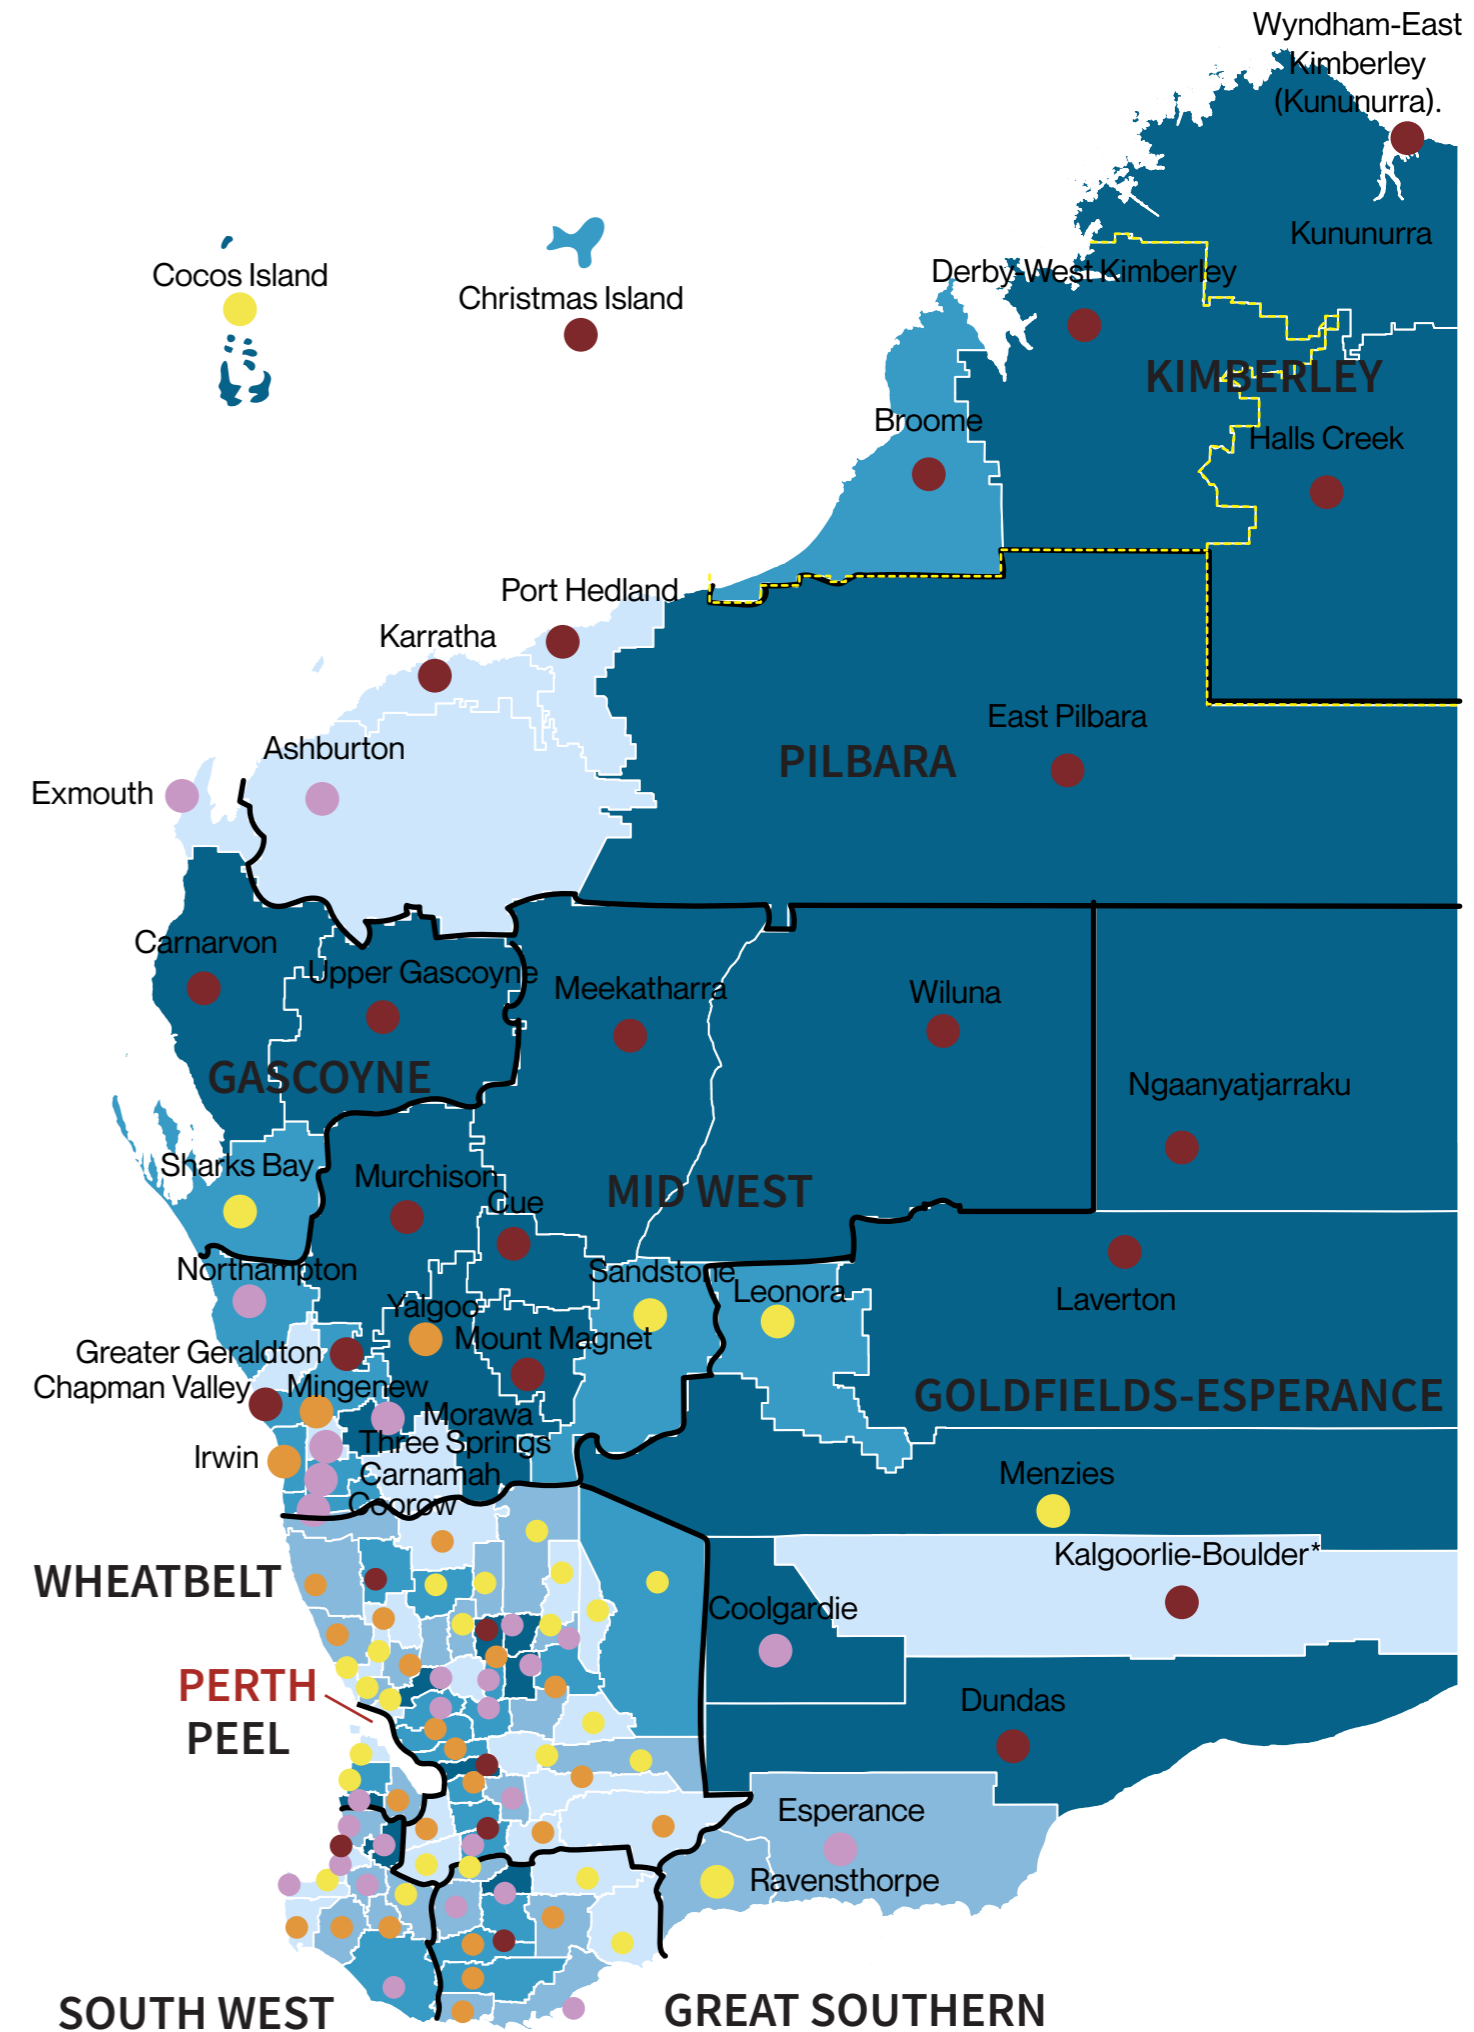 Wyndham-East
Kimberley
(Kununurra).
Kununurra
Cocos Island
Christmas Island
Derby-West Kimberley
KIMBERLEY
Broome
Halls Creek
Port Hedland
Karratha
East Pilbara
PILBARA
Ashburton
Exmouth
Carnarvon
Upper Gascoyne
Meekatharra
Wiluna
GASCOYNE
Ngaanyatjarraku
Sharks Bay
Murchison
Cue
MID WEST
Northampton
Sandstone
Leonora
Laverton
Yalgoo
Mount Magnet
Greater Geraldton
Chapman Valley
Mingenew
GOLDFIELDS-ESPERANCE
Morawa
Three Springs
Irwin
Carnamah
Menzies
Coorow
Kalgoorlie-Boulder*
WHEATBELT
Coolgardie
PERTH
PEEL
Dundas
Esperance
Ravensthorpe
SOUTH WEST
GREAT SOUTHERN